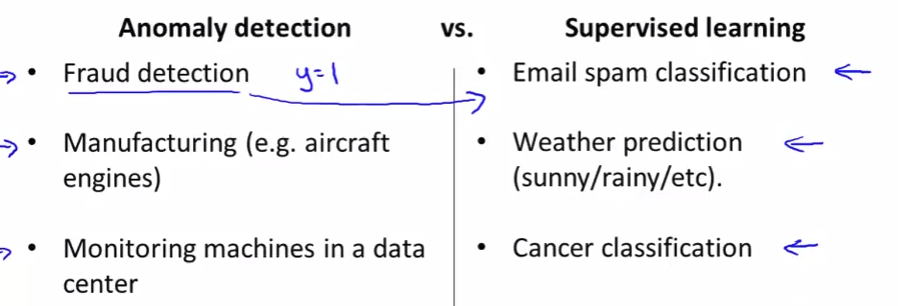 Anomaly detection vs. Supervised learning
• Fraud detection y=1
• Manufacturing (e.g. aircraft
engines)
• Monitoring machines in a data
center
• Email spam classification
• Weather prediction
(sunny/rainy/etc).
• Cancer classification